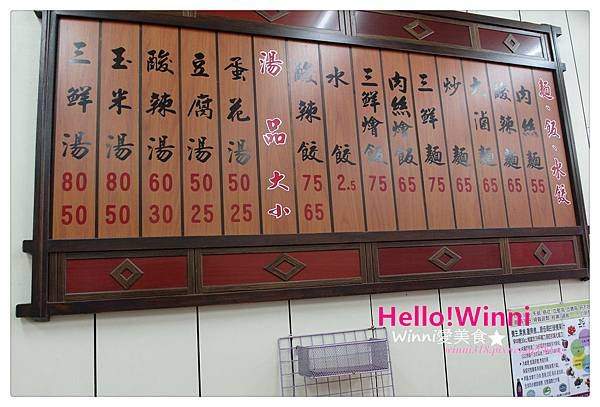 麵、飯、水餃
肉絲麵 55
酸辣麵 65
大滷麵 65
炒麵 65
三鮮麵 75
肉絲燴飯 65
三鮮燴飯 75
水餃 2.5
酸辣餃 75 65
湯品大小
蛋花湯 50 25
豆腐湯 50 25
酸辣湯 60 30
玉米湯 80 50
三鮮湯 80 50
Hello!Winni
Winni愛美食★